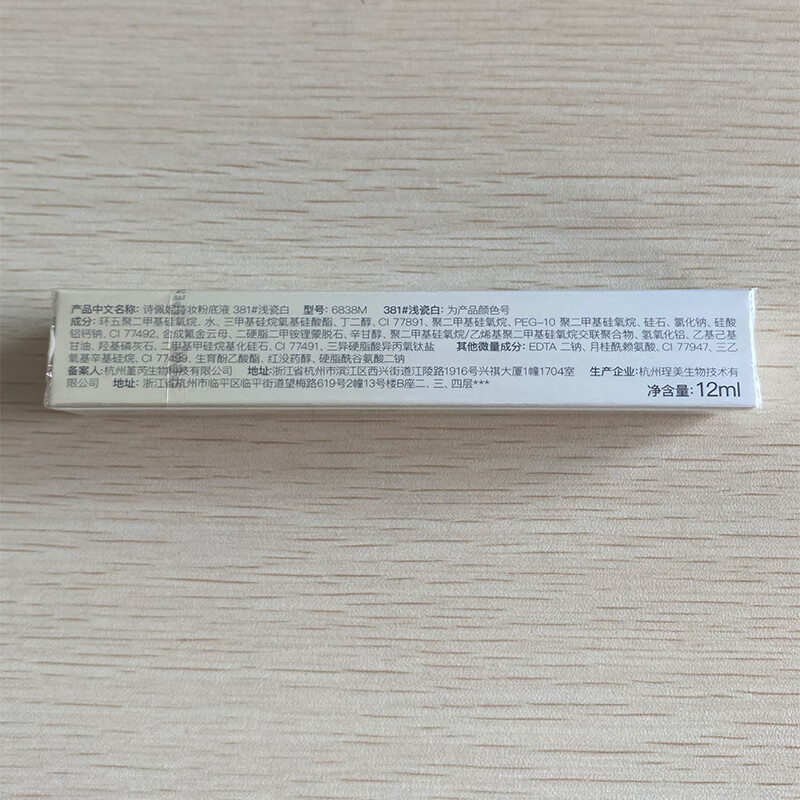 产品中文名称：诗佩妮持妆粉底液 381#浅瓷白 型号：6838M 381#浅瓷白：为产品颜色号
成分：环五聚二甲基硅氧烷、水、三甲基硅烷氧基硅酸酯、丁二醇、CI 77891、聚二甲基硅氧烷、PEG-10 聚二甲基硅氧烷、硅石、氯化钠、硅酸
铝钙钠、CI 77492、合成氟金云母、二硬脂二甲铵锂蒙脱石、辛甘醇、聚二甲基硅氧烷/乙烯基聚二甲基硅氧烷交联聚合物、氢氧化铝、乙基己基
甘油、羟基磷灰石、二甲基甲硅烷基化硅石、CI 77491、三异硬脂酸异丙氧钛盐 其他微量成分：EDTA 二钠、月桂酰赖氨酸、CI 77947、三乙
氧基辛基硅烷、CI 77499、生育酚乙酸酯、红没药醇、硬脂酰谷氨酸二钠
备案人：杭州堇芮生物科技有限公司 地址：浙江省杭州市滨江区西兴街道江陵路1916号兴祺大厦1幢1704室 生产企业：杭州珵美生物技术有
限公司 地址：浙江省杭州市临平区临平街道望梅路619号2幢13号楼B座二、三、四层***
净含量：12ml